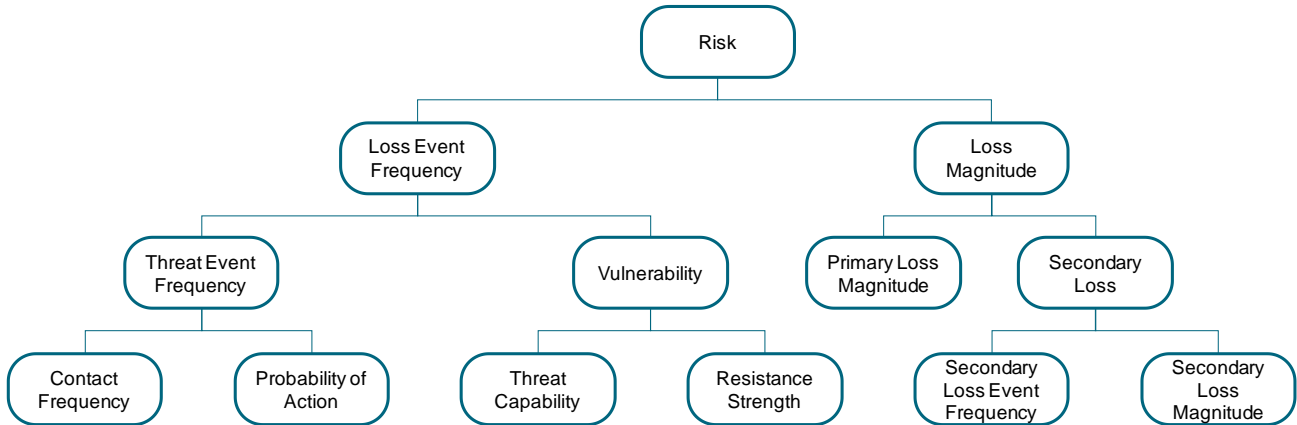 Risk
Loss Event
Frequency
Loss
Magnitude
Threat Event
Frequency
Vulnerability
Primary Loss
Magnitude
Secondary
Loss
Contact
Frequency
Probability of
Action
Threat
Capability
Resistance
Strength
Secondary
Loss Event
Frequency
Secondary
Loss
Magnitude